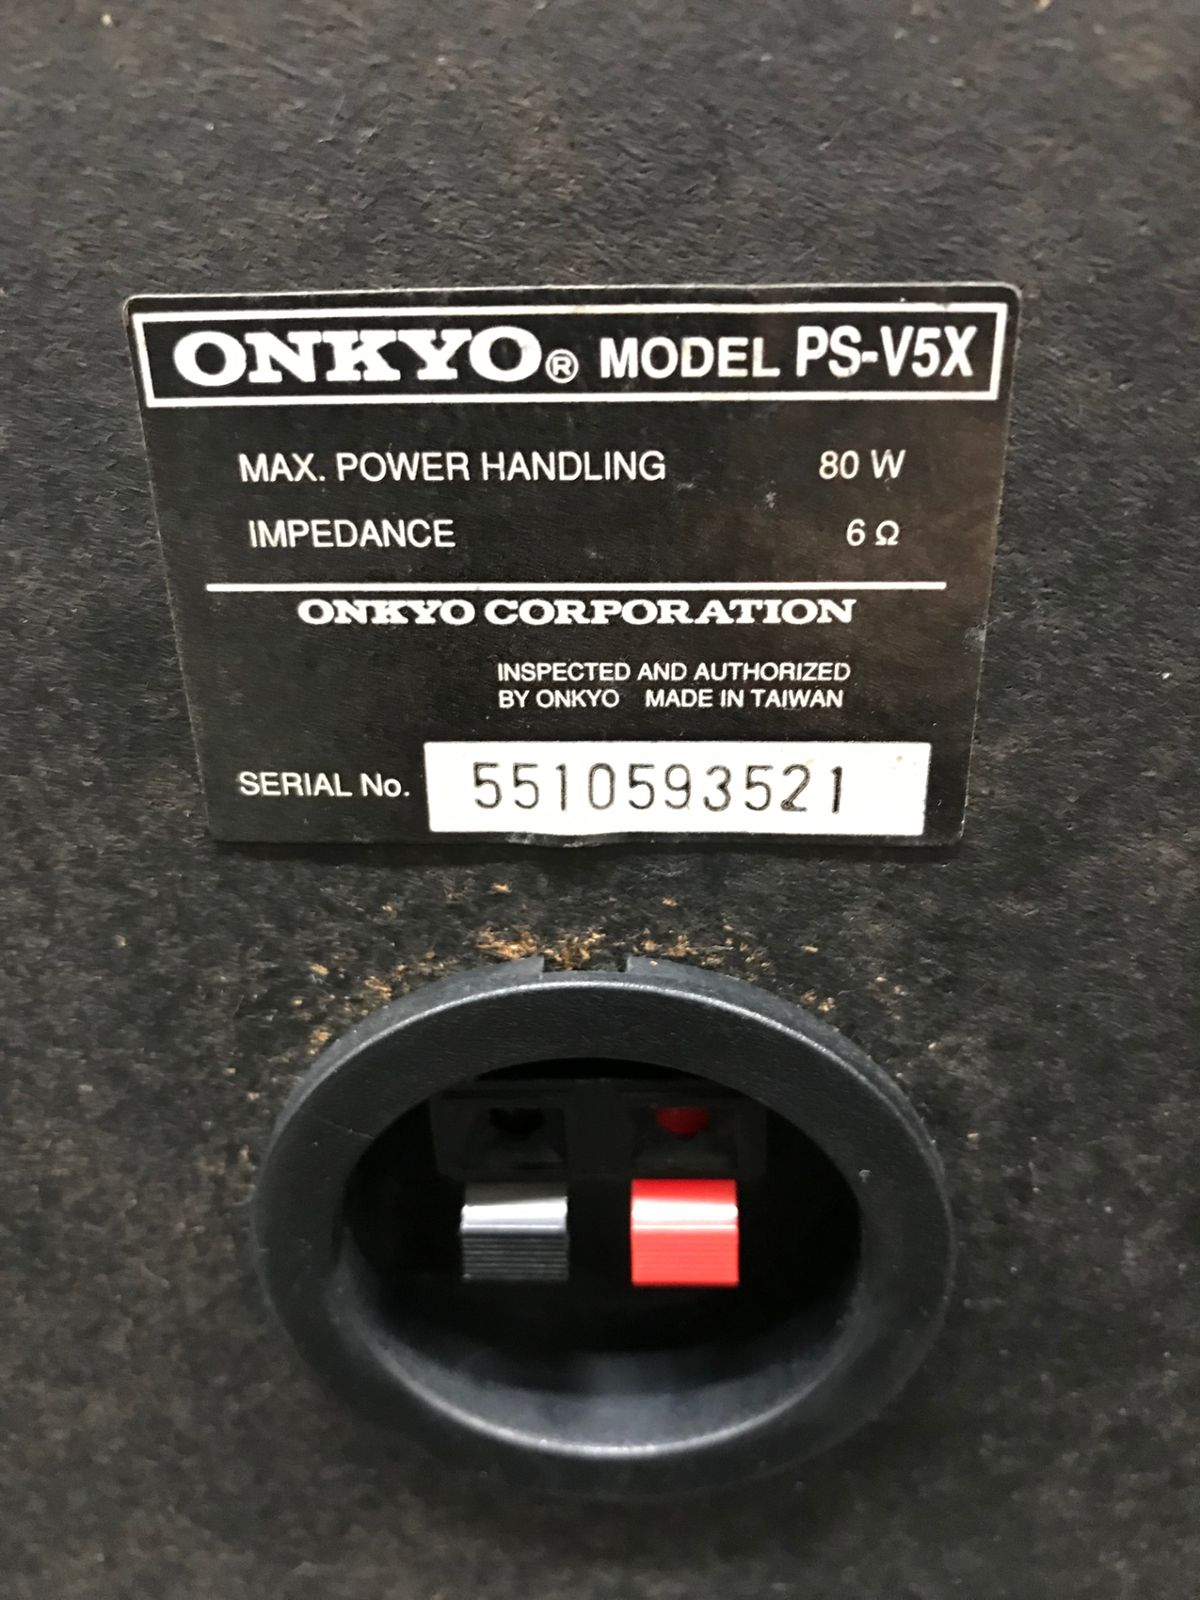 ONKYO® MODEL PS-V5X
MAX. POWER HANDLING 80 W
IMPEDANCE 6 Ω
ONKYO CORPORATION
INSPECTED AND AUTHORIZED
BY ONKYO MADE IN TAIWAN
SERIAL No. 5510593521